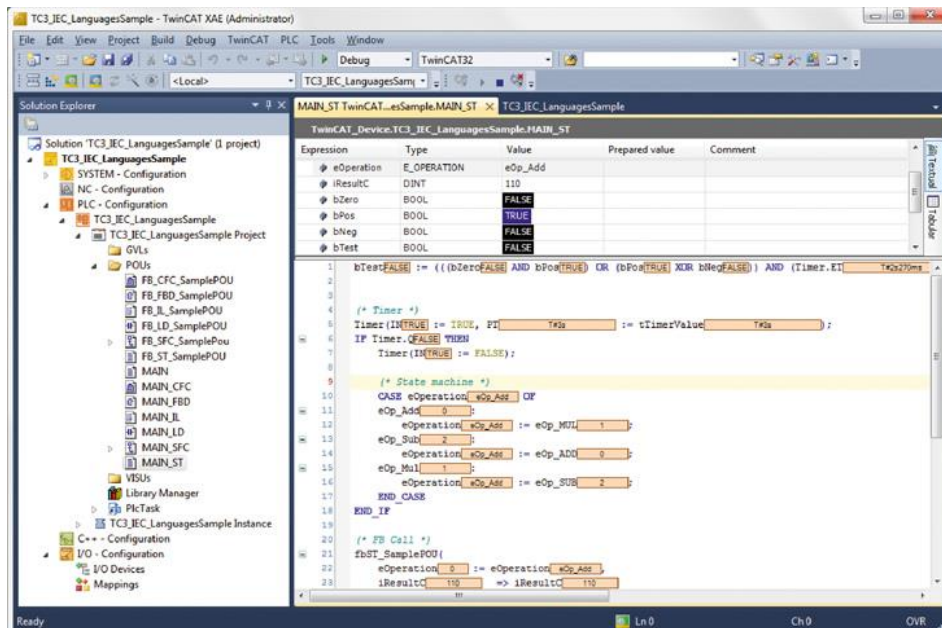 TC3_IEC_LanguagesSample - TwinCAT XAE (Administrator)
File Edit View Project Build Debug TwinCAT PLC Tools Window
Debug TwinCAT32
<Local> TC3_IEC_LanguagesSam
Solution Explorer
Solution 'TC3_IEC_LanguagesSample' (1 project)
TC3_IEC_LanguagesSample
SYSTEM - Configuration
NC - Configuration
PLC - Configuration
TC3_IEC_LanguagesSample
TC3_IEC_LanguagesSample Project
GVLs
POUs
FB_CFC_SamplePOU
FB_FBD_SamplePOU
FB_IL_SamplePOU
FB_LD_SamplePOU
FB_SFC_SamplePou
FB_ST_SamplePOU
MAIN
MAIN_CFC
MAIN_FBD
MAIN_IL
MAIN_LD
MAIN_SFC
MAIN_ST
VISUs
Library Manager
PlcTask
TC3_IEC_LanguagesSample Instance
C++ - Configuration
I/O - Configuration
I/O Devices
Mappings
MAIN_ST TwinCAT...esSample.MAIN_ST TC3_IEC_LanguagesSample
TwinCAT_Device.TC3_IEC_LanguagesSample.MAIN_ST
Expression Type Value Prepared value Comment
eOperation E_OPERATION eOp_Add
iResultC DINT 110
bZero BOOL FALSE
bPos BOOL TRUE
bNeg BOOL FALSE
bTest BOOL FALSE
Textual
Tabular
1 bTest FALSE := (((bZero FALSE AND bPos TRUE) OR (bPos TRUE XOR bNeg FALSE)) AND (Timer.ET T#2s270ms
2
3
4 (* Timer *)
5 Timer(IN TRUE := TRUE, PT T#3s := tTimerValue T#3s );
6 IF Timer.Q FALSE THEN
7 Timer(IN TRUE := FALSE);
8
9 (* State machine *)
10 CASE eOperation eOp_Add OF
11 eOp_Add 0 :
12 eOperation eOp_Add := eOp_MUL 1 ;
13 eOp_Sub 2 :
14 eOperation eOp_Add := eOp_ADD 0 ;
15 eOp_Mul 1 :
16 eOperation eOp_Add := eOp_SUB 2 ;
17 END_CASE
18 END_IF
19
20 (* FB Call *)
21 fbST_SamplePOU(
22 eOperation 0 := eOperation eOp_Add ,
23 iResultC 110 => iResultC 110
Ready Ln 0 Ch 0 OVR